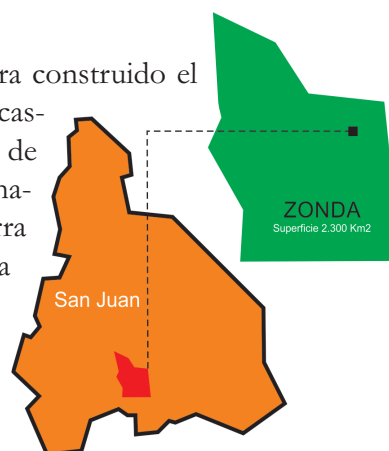 ra construido el
cas-
de
na-
rra
a
ZONDA
Superficie 2.300 Km2
San Juan